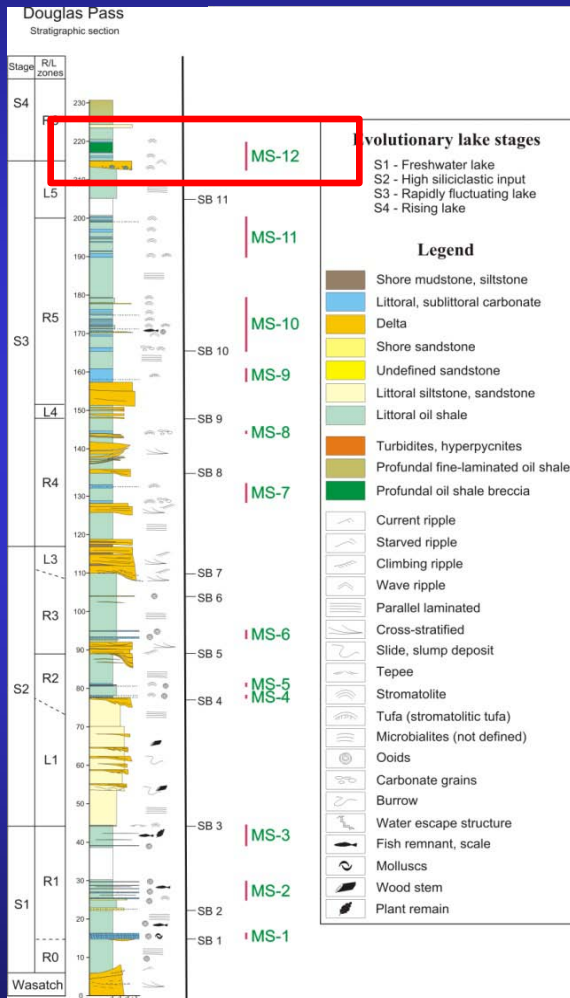 Douglas Pass
Stratigraphic section
Stage
R/L zones
S4
S3
L5
R5
L4
R4
L3
R3
S2
R2
L1
S1
R1
R0
Wasatch
230
220
200
190
180
170
160
150
140
130
120
110
100
90
80
70
60
50
40
30
20
10
0
SB 11
SB 10
SB 9
SB 8
SB 7
SB 6
SB 5
SB 4
SB 3
SB 2
SB 1
MS-12
MS-11
MS-10
MS-9
MS-8
MS-7
MS-6
MS-5
MS-4
MS-3
MS-2
MS-1
volutionary lake stages
S1 - Freshwater lake
S2 - High siliciclastic input
S3 - Rapidly fluctuating lake
S4 - Rising lake
Legend
Shore mudstone, siltstone
Littoral, sublittoral carbonate
Delta
Shore sandstone
Undefined sandstone
Littoral siltstone, sandstone
Littoral oil shale
Turbidites, hyperpycnites
Profundal fine-laminated oil shale
Profundal oil shale breccia
Current ripple
Starved ripple
Climbing ripple
Wave ripple
Parallel laminated
Cross-stratified
Slide, slump deposit
Tepee
Stromatolite
Tufa (stromatolitic tufa)
Microbialites (not defined)
Ooids
Carbonate grains
Burrow
Water escape structure
Fish remnant, scale
Molluscs
Wood stem
Plant remain